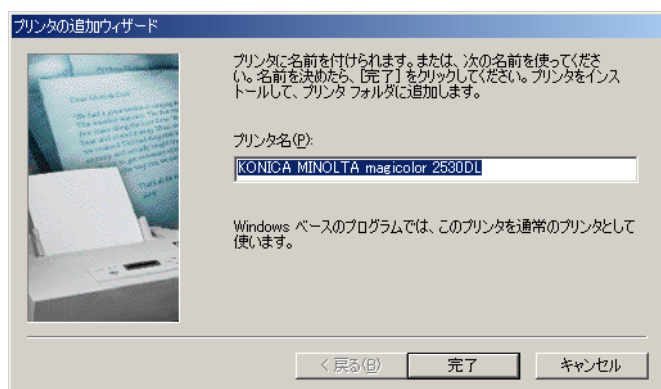 プリンタの追加ウィザード
プリンタに名前を付けられます。または、次の名前を使ってくださ
い。名前を決めたら、[完了] をクリックしてください。プリンタをインス
トールして、プリンタ フォルダに追加します。
プリンタ名(P):
KONICA MINOLTA magicolor 2530DL
Windows ベースのプログラムでは、このプリンタを通常のプリンタとして
使います。
< 戻る(B)
完了
キャンセル